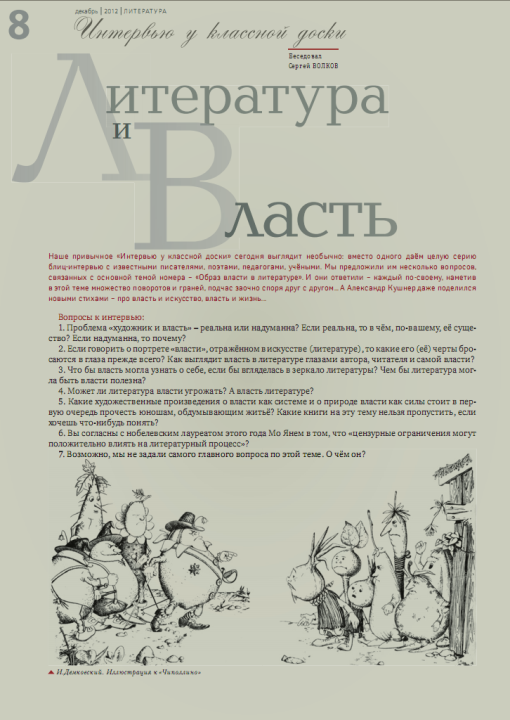 8
декабрь | 2012 | ЛИТЕРАТУРА
Интервью у классной доски
Беседовал
Сергей ВОЛКОВ
Литература
и
Власть
Наше привычное «Интервью у классной доски» сегодня выглядит необычно: вместо одного даём целую серию
блиц-интервью с известными писателями, поэтами, педагогами, учёными. Мы предложили им несколько вопросов,
связанных с основной темой номера – «Образ власти в литературе». И они ответили – каждый по-своему, наметив
в этой теме множество поворотов и граней, подчас заочно споря друг с другом... А Александр Кушнер даже поделился
новыми стихами – про власть и искусство, власть и жизнь...
Вопросы к интервью:
1. Проблема «художник и власть» – реальна или надуманна? Если реальна, то в чём, по-вашему, её суще-
ство? Если надуманна, то почему?
2. Если говорить о портрете «власти», отражённом в искусстве (литературе), то какие его (её) черты бро-
саются в глаза прежде всего? Как выглядит власть в литературе глазами автора, читателя и самой власти?
3. Что бы власть могла узнать о себе, если бы вгляделась в зеркало литературы? Чем бы литература мог-
ла быть власти полезна?
4. Может ли литература власти угрожать? А власть литературе?
5. Какие художественные произведения о власти как системе и о природе власти как силы стоит в пер-
вую очередь прочесть юношам, обдумывающим житьё? Какие книги на эту тему нельзя пропустить, если
хочешь что-нибудь понять?
6. Вы согласны с нобелевским лауреатом этого года Мо Янем в том, что «цензурные ограничения могут
положительно влиять на литературный процесс»?
7. Возможно, мы не задали самого главного вопроса по этой теме. О чём он?
И. Данковский. Иллюстрация к «Чиполлино»